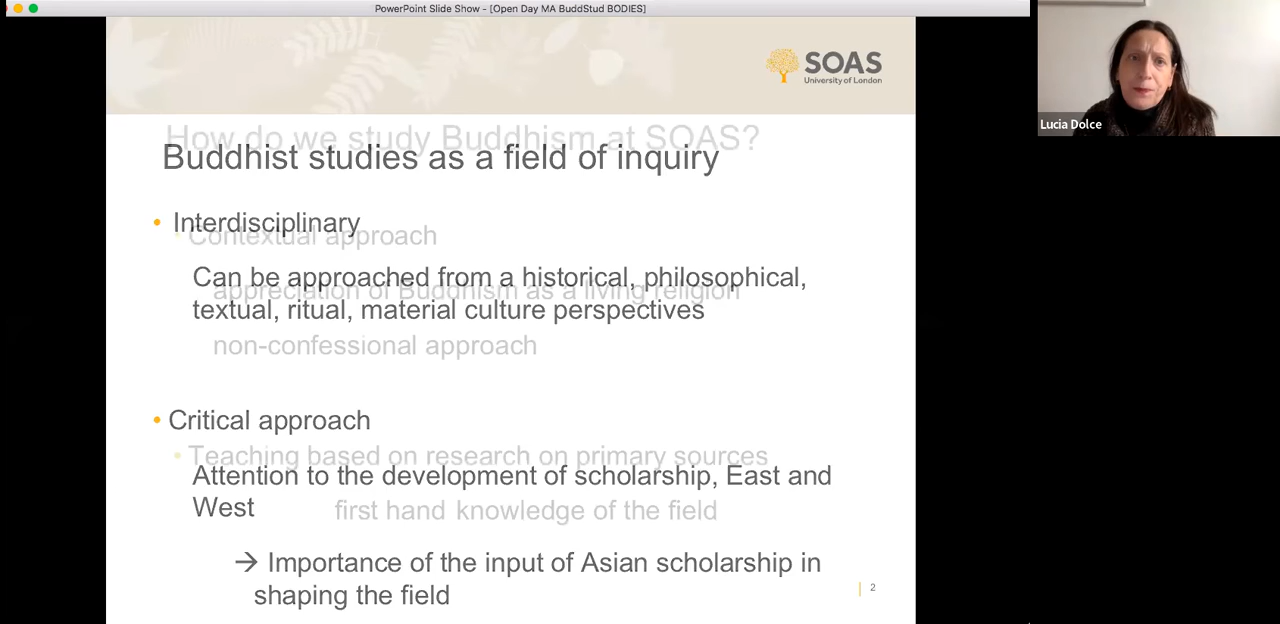 PowerPoint Slide Show - [Open Day MA BuddStud BODIES]
SOAS
University of London
Lucia Dolce
How do we study Buddhism at SOAS?
Buddhist studies as a field of inquiry
• Interdisciplinary
• Contextual approach
Can be approached from a historical, philosophical,
appreciation of Buddhism as a living religion
textual, ritual, material culture perspectives
non-confessional approach
• Critical approach
• Teaching based on research on primary sources
Attention to the development of scholarship, East and
West
first hand knowledge of the field
→ Importance of the input of Asian scholarship in
shaping the field
2